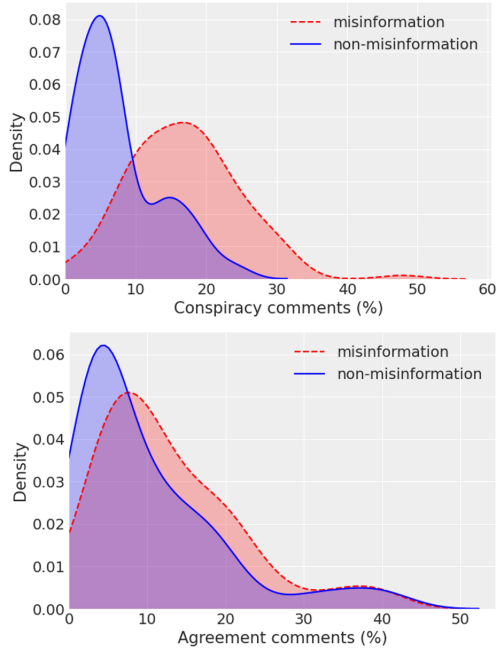 0.08
0.07
0.06
0.05
0.04
0.03
0.02
0.01
0.00
Density
misinformation
non-misinformation
0 10 20 30 40 50 60
Conspiracy comments (%)
0.06
0.05
0.04
0.03
0.02
0.01
0.00
Density
misinformation
non-misinformation
0 10 20 30 40 50
Agreement comments (%)